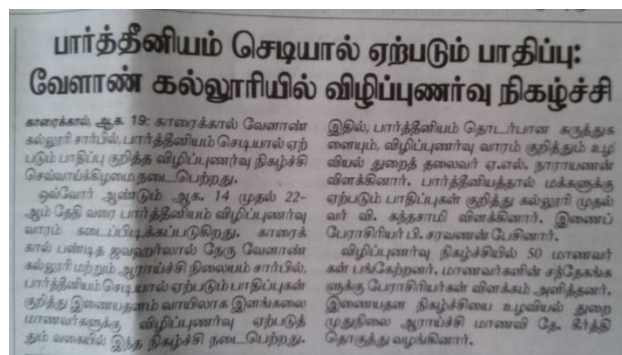 பார்த்தீனியம் செடியால் ஏற்படும் பாதிப்பு:
வேளாண் கல்லூரியில் விழிப்புணர்வு நிகழ்ச்சி
காரைக்கால், ஆக. 19: காரைக்கால் வேளாண்
கல்லூரி சார்பில், பார்த்தீனியம் செடியால் ஏற்
படும் பாதிப்பு குறித்த விழிப்புணர்வு நிகழ்ச்சி
செவ்வாய்க்கிழமை நடைபெற்றது.
ஒவ்வோர் ஆண்டும் ஆக. 14 முதல் 22-
ஆம் தேதி வரை பார்த்தீனியம் விழிப்புணர்வு
வாரம் கடைப்பிடிக்கப்படுகிறது. காரைக்
கால் பண்டித ஜவஹர்லால் நேரு வேளாண்
கல்லூரி மற்றும் ஆராய்ச்சி நிலையம் சார்பில்,
பார்த்தீனியம் செடியால் ஏற்படும் பாதிப்புகள்
குறித்து இணையதளம் வாயிலாக இளங்கலை
மாணவர்களுக்கு விழிப்புணர்வு ஏற்படுத்
தும் வகையில் இந்த நிகழ்ச்சி நடைபெற்றது.
இதில், பார்த்தீனியம் தொடர்பான கருத்துக
ளையும், விழிப்புணர்வு வாரம் குறித்தும் உழ
வியல் துறைத் தலைவர் ஏ.எல். நாராயணன்
விளக்கினார். பார்த்தீனியத்தால் மக்களுக்கு
ஏற்படும் பாதிப்புகள் குறித்து கல்லூரி முதல்
வர் வி. கந்தசாமி விளக்கினார். இணைப்
பேராசிரியர் பி. சரவணன் பேசினார்.
விழிப்புணர்வு நிகழ்ச்சியில் 50 மாணவர்
கள் பங்கேற்றனர். மாணவர்களின் சந்தேகங்க
ளுக்கு பேராசிரியர்கள் விளக்கம் அளித்தனர்.
இணையதள நிகழ்ச்சியை உழவியல் துறை
முதுநிலை ஆராய்ச்சி மாணவி தே. கீர்த்தி
தொகுத்து வழங்கினார்.